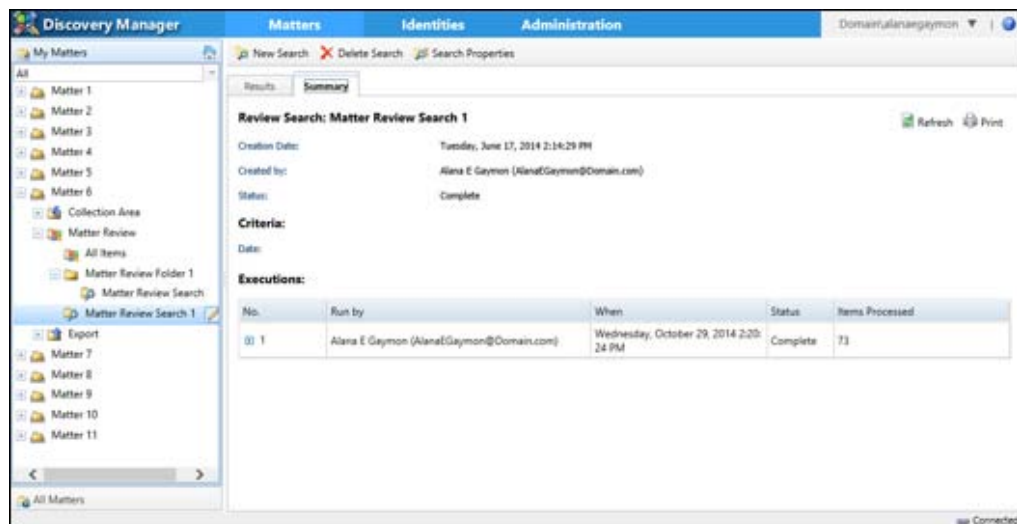 Discovery Manager
Matters Identities Administration
Domain\alanaegaymon
My Matters
All
Matter 1
Matter 2
Matter 3
Matter 4
Matter 5
Matter 6
Collection Area
Matter Review
All Items
Matter Review Folder 1
Matter Review Search
Matter Review Search 1
Export
Matter 7
Matter 8
Matter 9
Matter 10
Matter 11
All Matters
New Search Delete Search Search Properties
Results Summary
Review Search: Matter Review Search 1
Refresh Print
Creation Date: Tuesday, June 17, 2014 2:14:29 PM
Created by: Alana E Gaymon (AlanaEGaymon@Domain.com)
Status: Complete
Criteria:
Date:
Executions:
No. Run by When Status Items Processed
1 Alana E Gaymon (AlanaEGaymon@Domain.com) Wednesday, October 29, 2014 2:20: Complete 73
24 PM
Connected